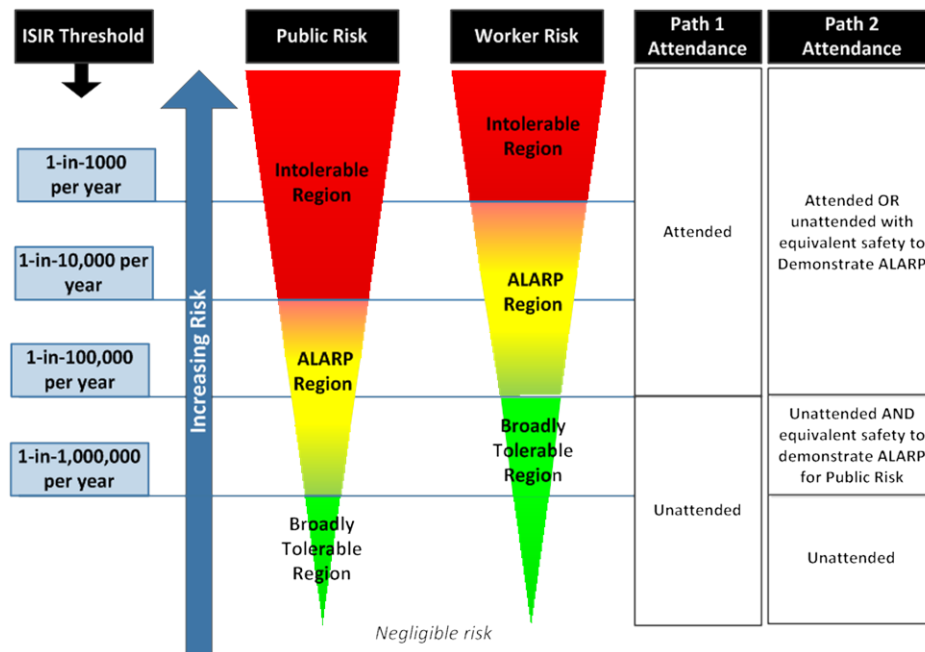 ISIR Threshold
Public Risk
Worker Risk
Path 1
Attendance
Path 2
Attendance
1-in-1000
per year
1-in-10,000 per
year
1-in-100,000
per year
1-in-1,000,000
per year
Increasing Risk
Intolerable
Region
ALARP
Region
Broadly
Tolerable
Region
Intolerable
Region
ALARP
Region
Broadly
Tolerable
Region
Negligible risk
Attended
Unattended
Attended OR
unattended with
equivalent safety to
Demonstrate ALARP
Unattended AND
equivalent safety to
demonstrate ALARP
for Public Risk
Unattended